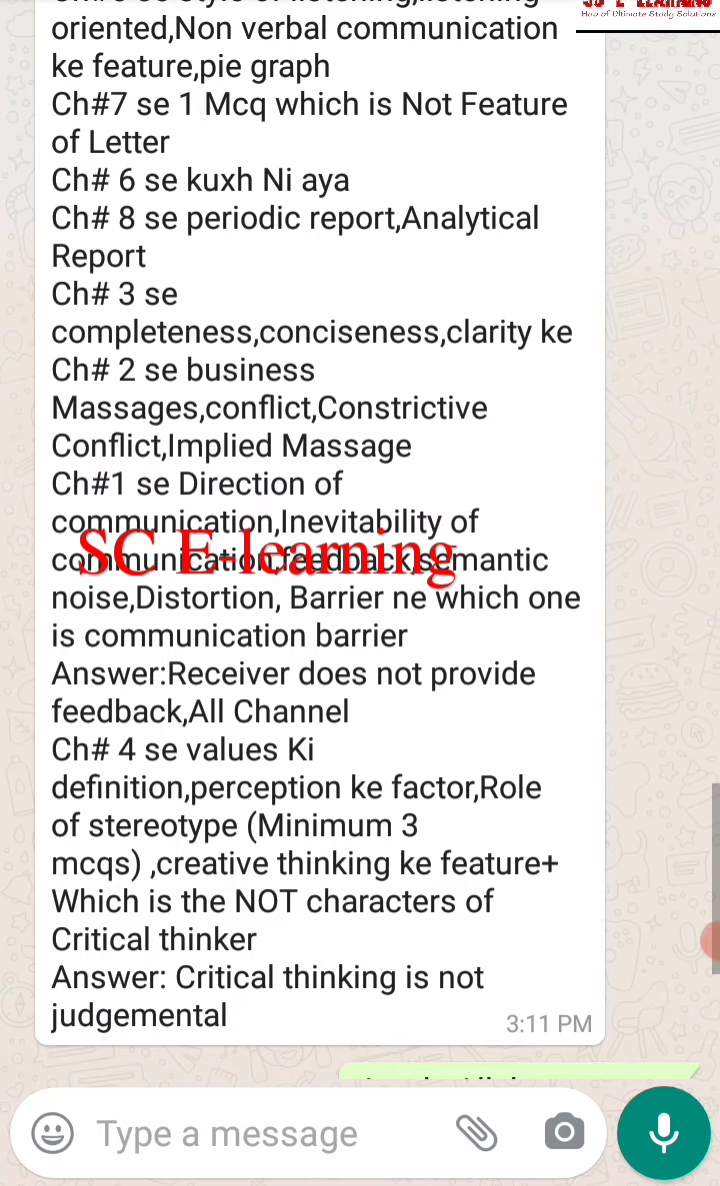 How of Ultimate Study Solutions
oriented,Non verbal communication
ke feature,pie graph
Ch#7 se 1 Mcq which is Not Feature
of Letter
Ch# 6 se kuxh Ni aya
Ch# 8 se periodic report,Analytical
Report
Ch# 3 se
completeness,conciseness,clarity ke
Ch# 2 se business
Massages,conflict,Constrictive
Conflict,Implied Massage
Ch#1 se Direction of
communication,Inevitability of
communication,feedback,semantic
SC E-learning
noise,Distortion, Barrier ne which one
is communication barrier
Answer:Receiver does not provide
feedback,All Channel
Ch# 4 se values Ki
definition,perception ke factor,Role
of stereotype (Minimum 3
mcqs) ,creative thinking ke feature+
Which is the NOT characters of
Critical thinker
Answer: Critical thinking is not
judgemental
3:11 PM
Type a message